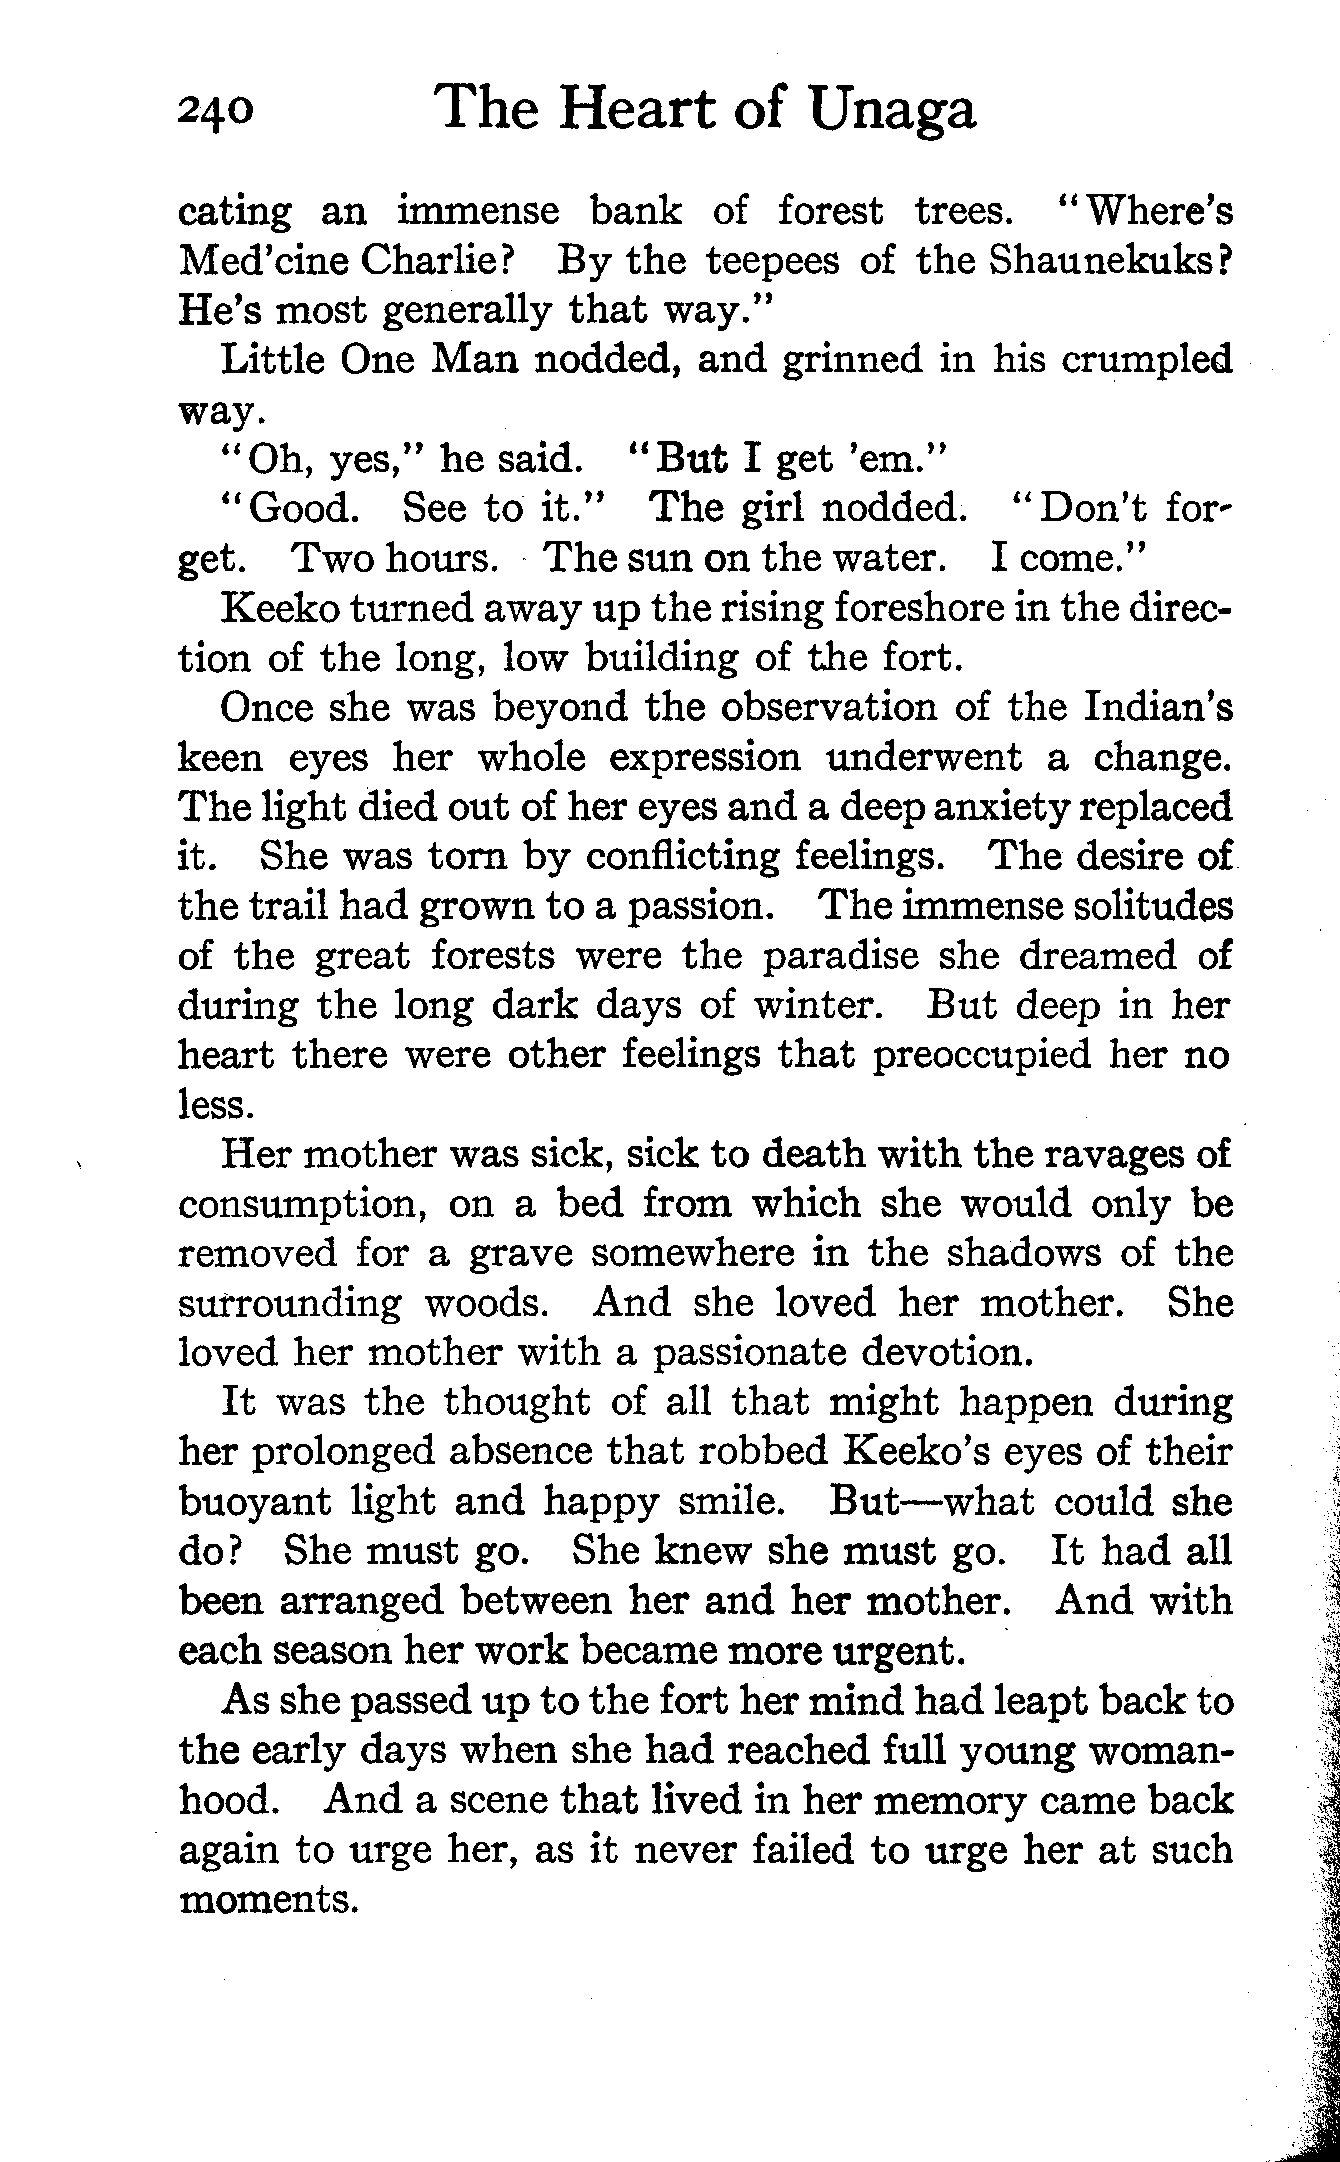 240 The Heart of Unaga
cating an immense bank of forest trees. "Where's
Med'cine Charlie? By the teepees of the Shaunekuks?
He's most generally that way."
Little One Man nodded, and grinned in his crumpled
way.
"Oh, yes," he said. "But I get 'em."
"Good. See to it." The girl nodded. "Don't for-
get. Two hours. The sun on the water. I come."
Keeko turned away up the rising foreshore in the direc-
tion of the long, low building of the fort.
Once she was beyond the observation of the Indian's
keen eyes her whole expression underwent a change.
The light died out of her eyes and a deep anxiety replaced
it. She was torn by conflicting feelings. The desire of
the trail had grown to a passion. The immense solitudes
of the great forests were the paradise she dreamed of
during the long dark days of winter. But deep in her
heart there were other feelings that preoccupied her no
less.
Her mother was sick, sick to death with the ravages of
consumption, on a bed from which she would only be
removed for a grave somewhere in the shadows of the
surrounding woods. And she loved her mother. She
loved her mother with a passionate devotion.
It was the thought of all that might happen during
her prolonged absence that robbed Keeko's eyes of their
buoyant light and happy smile. But—what could she
do? She must go. She knew she must go. It had all
been arranged between her and her mother. And with
each season her work became more urgent.
As she passed up to the fort her mind had leapt back to
the early days when she had reached full young woman-
hood. And a scene that lived in her memory came back
again to urge her, as it never failed to urge her at such
moments.